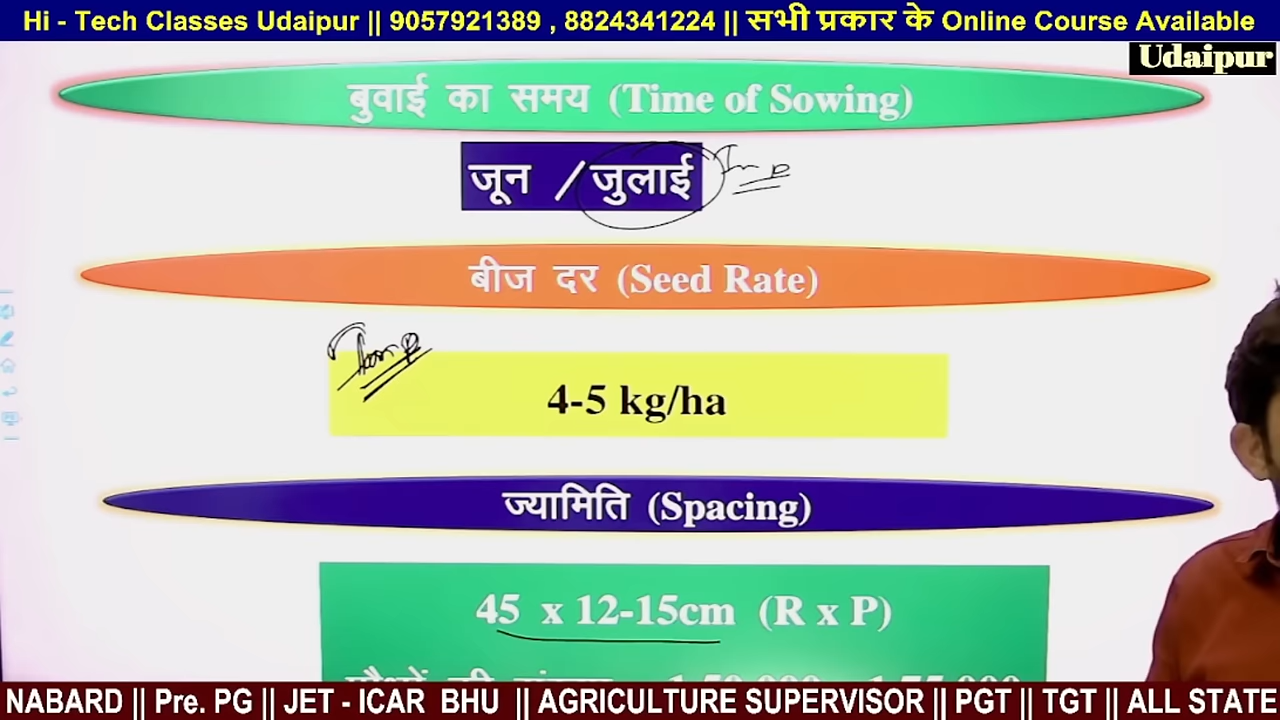 Hi - Tech Classes Udaipur || 9057921389 , 8824341224 || सभी प्रकार के Online Course Available
Udaipur
बुवाई का समय (Time of Sowing)
जून / जुलाई Imp
बीज दर (Seed Rate)
4-5 kg/ha
ज्यामिति (Spacing)
45 x 12-15cm (R x P)
NABARD || Pre. PG || JET - ICAR BHU || AGRICULTURE SUPERVISOR || PGT || TGT || ALL STATE